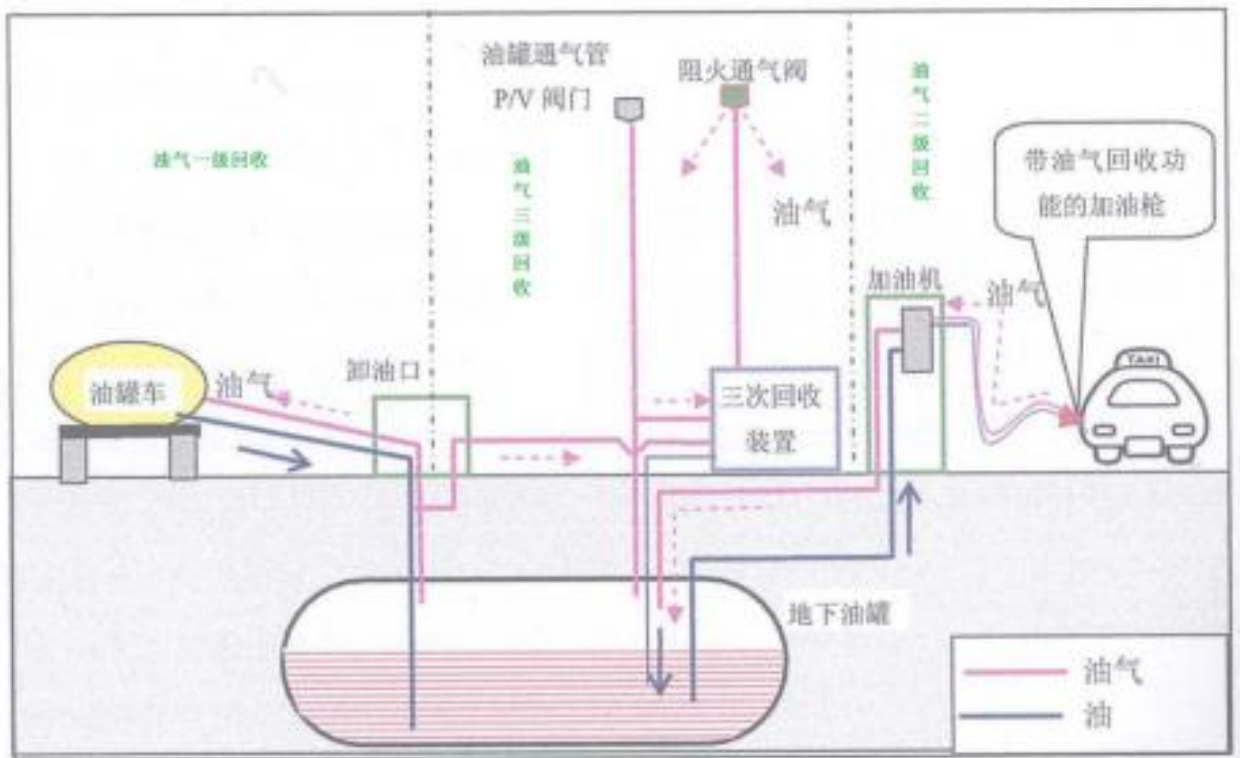 油罐通气管
P/V 阀门
阻火通气阀
油气二级回收
油气一级回收
油气三级回收
带油气回收功
能的加油枪
油气
加油机
油气
油罐车
油气
卸油口
三次回收
装置
TAXI
地下油罐
油气
油